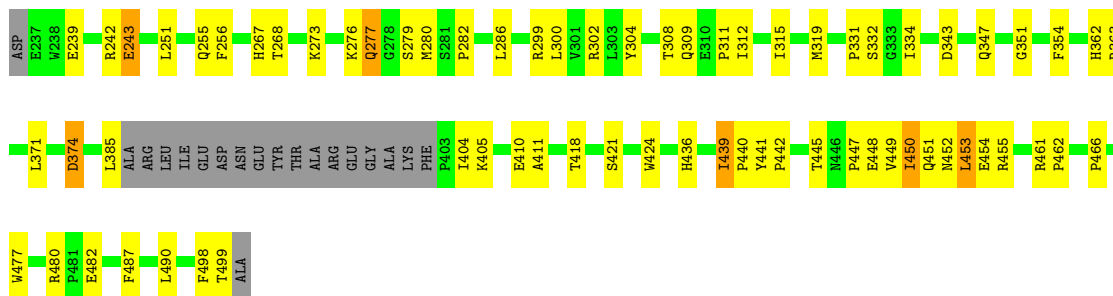 ASP E237 W238 E239 R242 E243 L251 Q255 F256 H267 T268 K273 K276 Q277 G278 S279 M280 S281 P282 L286 R299 L300 V301 R302 L303 Y304 T308 Q309 E310 P311 I312 I315 M319 P331 S332 G333 I334 D343 Q347 G351 F354 H362
L371 D374 L385 ALA ARG LEU ILE GLU ASP ASN GLU TYR THR ALA ARG GLU GLY ALA LYS PHE P403 I404 K405 E410 A411 T418 S421 W424 H436 I439 P440 Y441 P442 T445 N446 P447 E448 V449 I450 Q451 N452 L453 E454 R455 R461 P462 P466
W477 R480 P481 E482 F487 L490 F498 T499 ALA